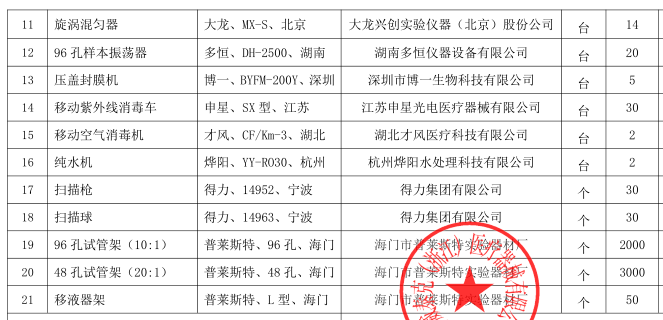 11 旋涡混匀器 大龙、MX-S、北京 大龙兴创实验仪器（北京）股份公司 台 14
12 96孔样本振荡器 多恒、DH-2500、湖南 湖南多恒仪器设备有限公司 台 20
13 压盖封膜机 博一、BYFM-200Y、深圳 深圳市博一生物科技有限公司 台 5
14 移动紫外线消毒车 申星、SX型、江苏 江苏申星光电医疗器械有限公司 台 30
15 移动空气消毒机 才风、CF/Km-3、湖北 湖北才风医疗科技有限公司 台 2
16 纯水机 烨阳、YY-RO30、杭州 杭州烨阳水处理科技有限公司 台 2
17 扫描枪 得力、14952、宁波 得力集团有限公司 个 30
18 扫描球 得力、14963、宁波 得力集团有限公司 个 30
19 96孔试管架（10:1） 普莱斯特、96孔、海门 海门市普莱斯特实验器材厂 个 2000
20 48孔试管架（20:1） 普莱斯特、48孔、海门 海门市普莱斯特实验器材 个 3000
21 移液器架 普莱斯特、L型、海门 海门市普莱斯特实验器材 个 50
克（浙江）医疗器械有限公